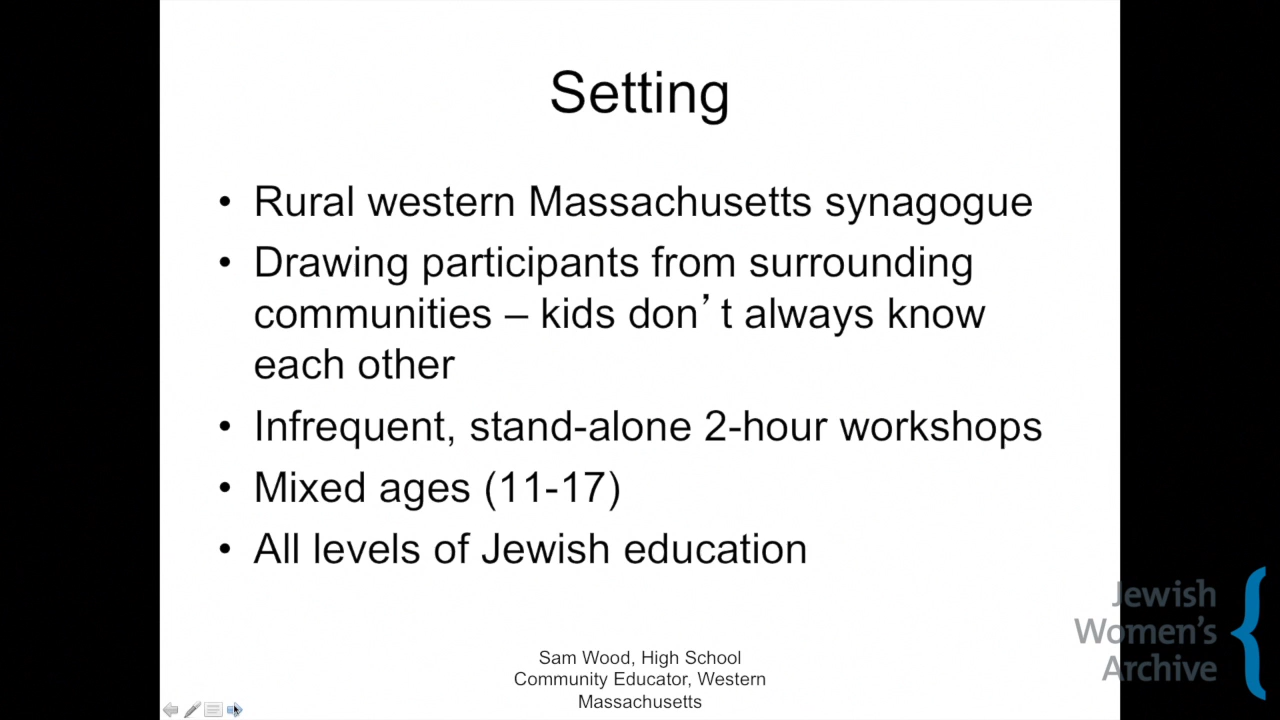 Setting
• Rural western Massachusetts synagogue
• Drawing participants from surrounding
communities – kids don’t always know
each other
• Infrequent, stand-alone 2-hour workshops
• Mixed ages (11-17)
• All levels of Jewish education
Sam Wood, High School
Community Educator, Western
Massachusetts
Jewish
Women's
Archive